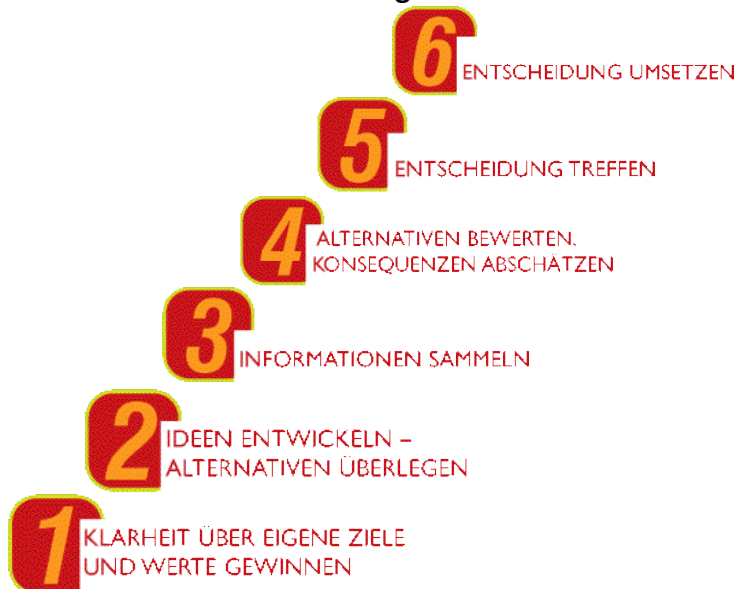 6
ENTSCHEIDUNG UMSETZEN
5
ENTSCHEIDUNG TREFFEN
4
ALTERNATIVEN BEWERTEN,
KONSEQUENZEN ABSCHÄTZEN
3
INFORMATIONEN SAMMELN
2
IDEEN ENTWICKELN –
ALTERNATIVEN ÜBERLEGEN
1
KLARHEIT ÜBER EIGENE ZIELE
UND WERTE GEWINNEN